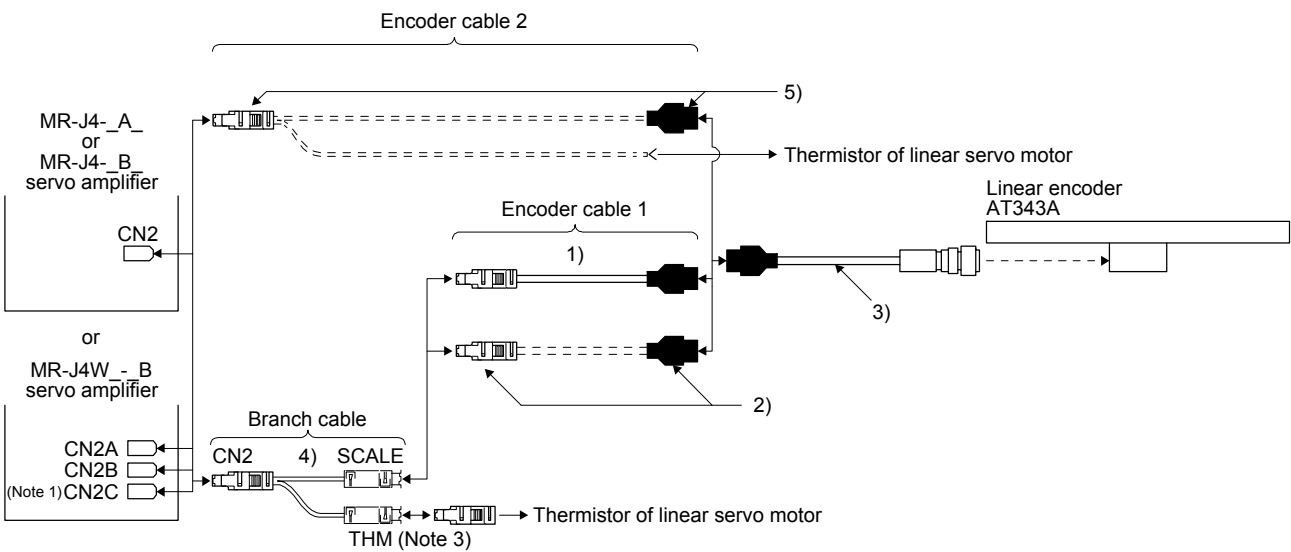 Encoder cable 2
5)
MR-J4-_A_
or
MR-J4-_B_
servo amplifier
Thermistor of linear servo motor
Linear encoder
AT343A
CN2
Encoder cable 1
1)
3)
or
MR-J4W_-_B
servo amplifier
2)
Branch cable
CN2A
CN2 4) SCALE
CN2B
(Note 1) CN2C
Thermistor of linear servo motor
THM (Note 3)